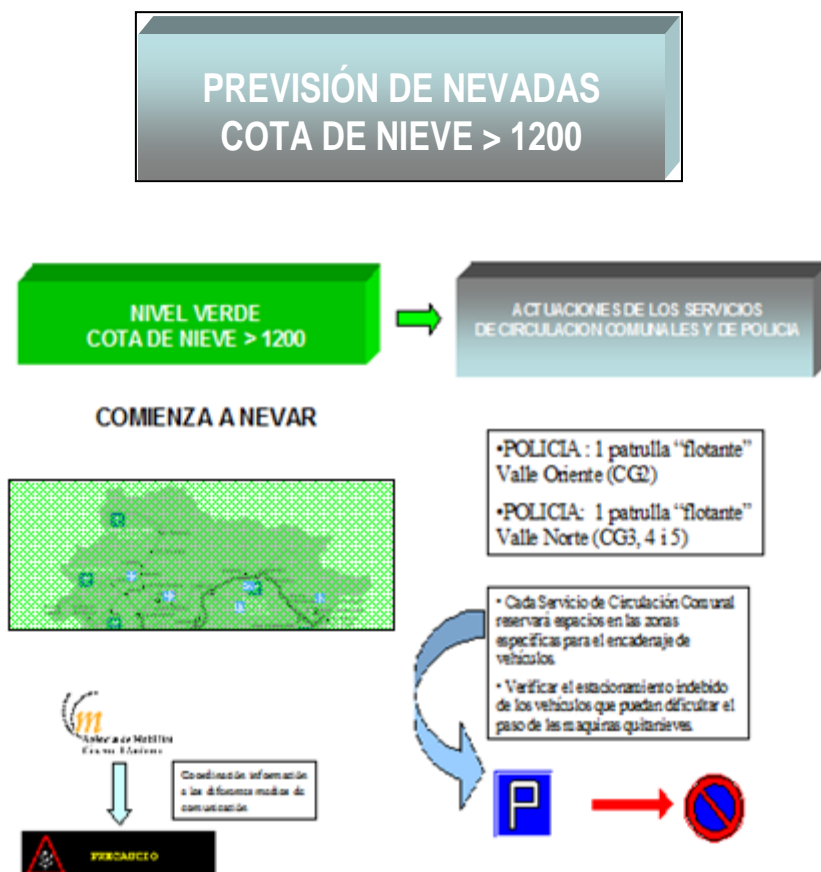 PREVISIÓN DE NEVADAS
COTA DE NIEVE > 1200
NIVEL VERDE
COTA DE NIEVE > 1200
ACTUACIONES DE LOS SERVICIOS
DE CIRCULACION COMUNALES Y DE POLICIA
COMIENZA A NEVAR
•POLICIA : 1 patrulla “flotante”
Valle Oriente (CG2)
•POLICIA: 1 patrulla “flotante”
Valle Norte (CG3, 4 i 5)
• Cada Servicio de Circulación Comunal
reservará espacios en las zonas
específicas para el encadenaje de
vehículos.
• Verificar el estacionamiento indebido
de los vehículos que puedan dificultar el
paso de les maquinas quitanieves.
m
Coordinación información
a los diferentes medios de
comunicación
P
PRECAUCIO